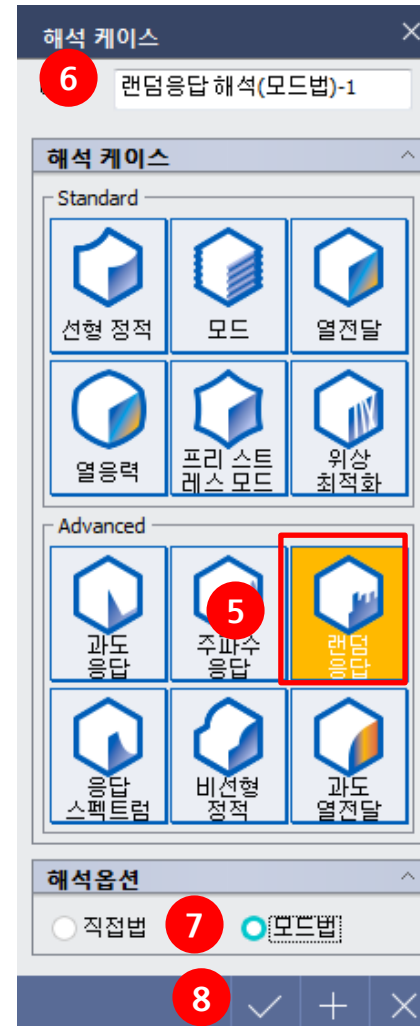 해석 케이스
6
랜덤응답 해석(모드법)-1
해석 케이스
Standard
선형 정적
모드
열전달
열응력
프리 스트
레스 모드
위상
최적화
Advanced
과도
응답
5
주파수
응답
랜덤
응답
응답
스펙트럼
비선형
정적
과도
열전달
해석옵션
직접법
7
모드법
8